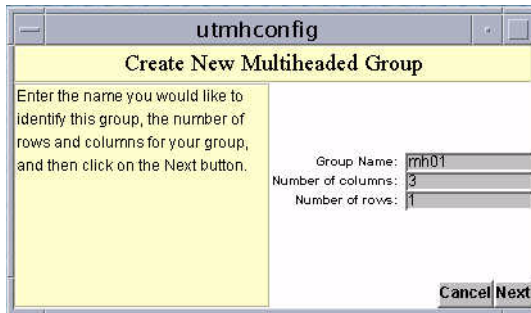 utmhconfig
Create New Multiheaded Group
Enter the name you would like to
identify this group, the number of
rows and columns for your group,
and then click on the Next button.
Group Name: mh01
Number of columns: 3
Number of rows: 1
Cancel Next